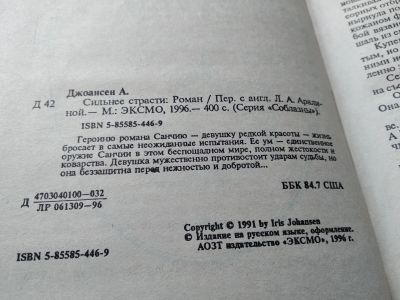 Джоансен А.
Д 42
Сильнее страсти: Роман / Пер. с англ. Л. А. Арадиной.— М.: ЭКСМО, 1996.— 400 с. (Серия «Соблазны»).
ISBN 5-85585-446-9
Героиню романа Санчию — девушку редкой красоты — жизнь
бросает в самые неожиданные испытания. Ее ум — единственное
оружие Санчии в этом беспощадном мире, полном жестокости и
коварства. Девушка мужественно противостоит ударам судьбы, но
она беззащитна перед нежностью и добротой...
Д 4703040100—032
ЛР 061309—96
ББК 84.7 США
ISBN 5-85585-446-9
Copyright © 1991 by Iris Johansen
© Издание на русском языке, оформление.
АОЗТ издательство «ЭКСМО», 1996 г.